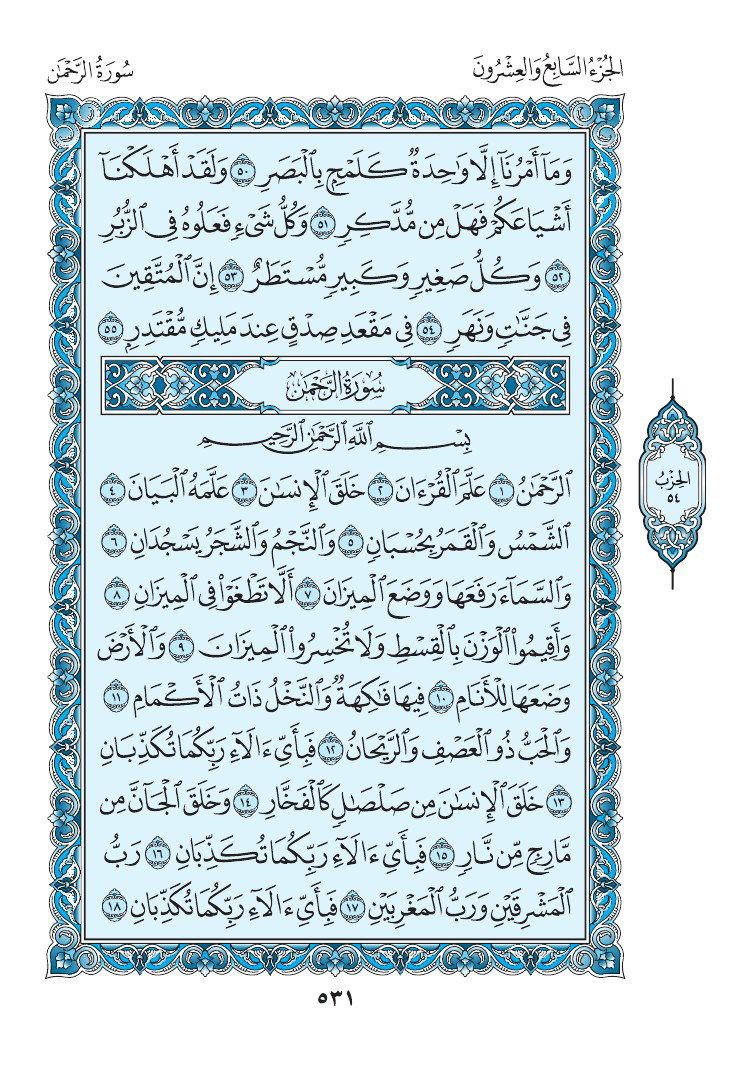 الجُزْءُ السَّابِعُ وَالعِشْرُونَ
سُورَةُ الرَّحْمَٰن
وَمَآ أَمْرُنَآ إِلَّا وَٰحِدَةٌ كَلَمْحٍۭ بِٱلْبَصَرِ ٥٠ وَلَقَدْ أَهْلَكْنَآ
أَشْيَاعَكُمْ فَهَلْ مِن مُّدَّكِرٍ ٥١ وَكُلُّ شَىْءٍ فَعَلُوهُ فِى ٱلزُّبُرِ
٥٢ وَكُلُّ صَغِيرٍ وَكَبِيرٍ مُّسْتَطَرٌ ٥٣ إِنَّ ٱلْمُتَّقِينَ
فِى جَنَّٰتٍ وَنَهَرٍ ٥٤ فِى مَقْعَدِ صِدْقٍ عِندَ مَلِيكٍ مُّقْتَدِرٍۭ ٥٥
سُورَةُ الرَّحْمَٰن
بِسْمِ ٱللَّهِ ٱلرَّحْمَٰنِ ٱلرَّحِيمِ
ٱلرَّحْمَٰنُ ١ عَلَّمَ ٱلْقُرْءَانَ ٢ خَلَقَ ٱلْإِنسَٰنَ ٣ عَلَّمَهُ ٱلْبَيَانَ ٤
ٱلشَّمْسُ وَٱلْقَمَرُ بِحُسْبَانٍ ٥ وَٱلنَّجْمُ وَٱلشَّجَرُ يَسْجُدَانِ ٦
وَٱلسَّمَآءَ رَفَعَهَا وَوَضَعَ ٱلْمِيزَانَ ٧ أَلَّا تَطْغَوْا۟ فِى ٱلْمِيزَانِ ٨
وَأَقِيمُوا۟ ٱلْوَزْنَ بِٱلْقِسْطِ وَلَا تُخْسِرُوا۟ ٱلْمِيزَانَ ٩ وَٱلْأَرْضَ
وَضَعَهَا لِلْأَنَامِ ١٠ فِيهَا فَٰكِهَةٌ وَٱلنَّخْلُ ذَاتُ ٱلْأَكْمَامِ ١١
وَٱلْحَبُّ ذُو ٱلْعَصْفِ وَٱلرَّيْحَانُ ١٢ فَبِأَىِّ ءَالَآءِ رَبِّكُمَا تُكَذِّبَانِ
١٣ خَلَقَ ٱلْإِنسَٰنَ مِن صَلْصَٰلٍ كَٱلْفَخَّارِ ١٤ وَخَلَقَ ٱلْجَآنَّ مِن
مَّارِجٍ مِّن نَّارٍ ١٥ فَبِأَىِّ ءَالَآءِ رَبِّكُمَا تُكَذِّبَانِ ١٦ رَبُّ
ٱلْمَشْرِقَيْنِ وَرَبُّ ٱلْمَغْرِبَيْنِ ١٧ فَبِأَىِّ ءَالَآءِ رَبِّكُمَا تُكَذِّبَانِ ١٨
الحِزْب
٥٤
٥٣١